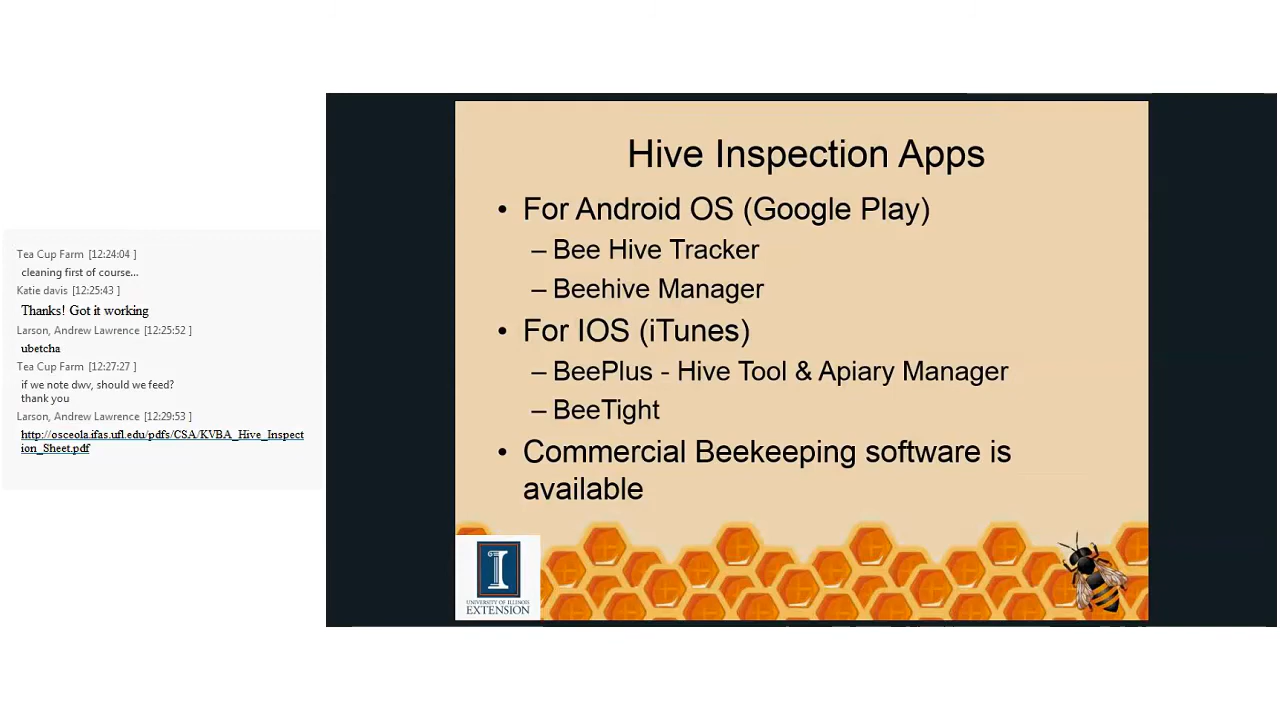 Tea Cup Farm [12:24:04 ]
cleaning first of course...
Katie davis [12:25:43 ]
Thanks! Got it working
Larson, Andrew Lawrence [12:25:52 ]
ubetcha
Tea Cup Farm [12:27:27 ]
if we note dwv, should we feed?
thank you
Larson, Andrew Lawrence [12:29:53 ]
http://osceola.ifas.ufl.edu/pdfs/CSA/KVBA_Hive_Inspect
ion_Sheet.pdf
Hive Inspection Apps
• For Android OS (Google Play)
– Bee Hive Tracker
– Beehive Manager
• For IOS (iTunes)
– BeePlus - Hive Tool & Apiary Manager
– BeeTight
• Commercial Beekeeping software is
available
I
UNIVERSITY OF ILLINOIS
EXTENSION